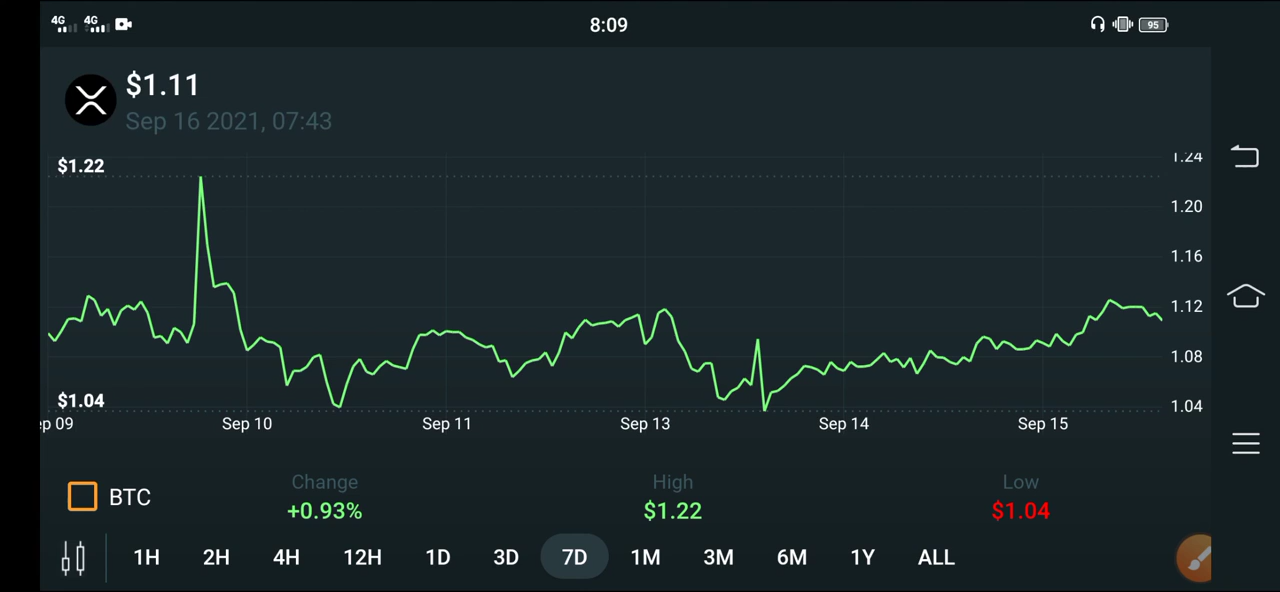 4G 4G 8:09 95
$1.11
Sep 16 2021, 07:43
$1.22
1.24
1.20
1.16
1.12
1.08
$1.04
1.04
p 09 Sep 10 Sep 11 Sep 13 Sep 14 Sep 15
BTC
Change High Low
+0.93% $1.22 $1.04
1H 2H 4H 12H 1D 3D 7D 1M 3M 6M 1Y ALL